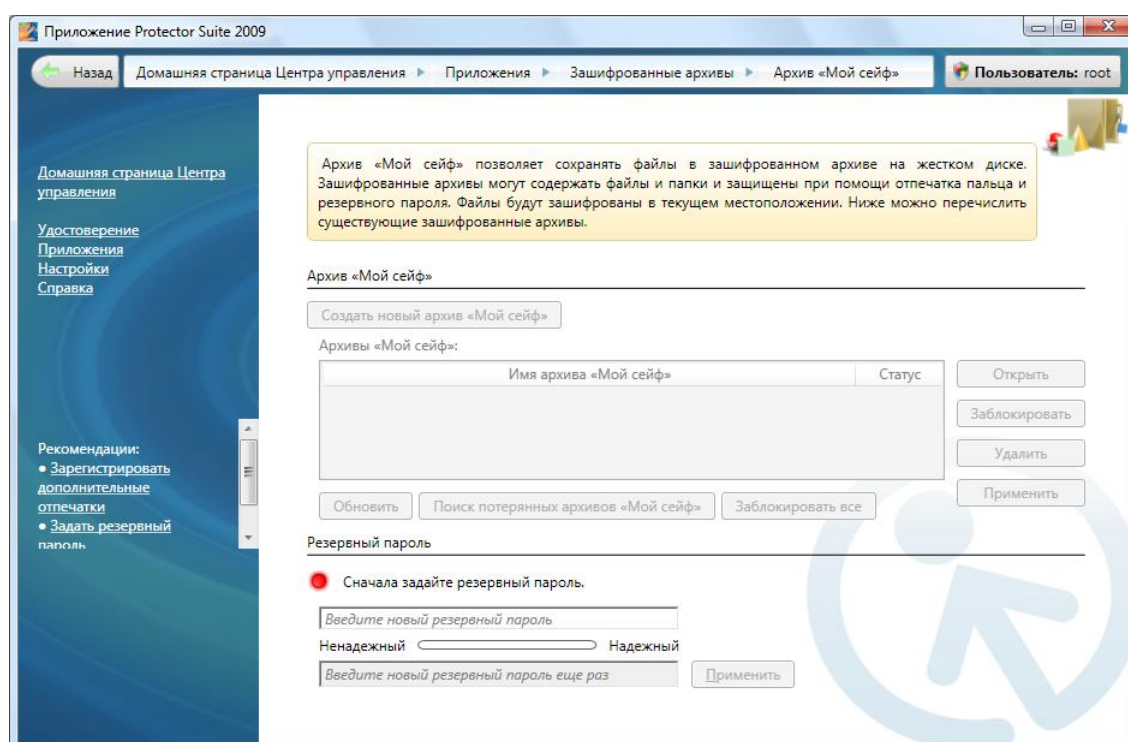 Приложение Protector Suite 2009
Назад Домашняя страница Центра управления Приложения Зашифрованные архивы Архив «Мой сейф» Пользователь: root
Домашняя страница Центра
управления
Удостоверение
Приложения
Настройки
Справка
Рекомендации:
• Зарегистрировать
дополнительные
отпечатки
• Задать резервный
пароль
Архив «Мой сейф» позволяет сохранять файлы в зашифрованном архиве на жестком диске.
Зашифрованные архивы могут содержать файлы и папки и защищены при помощи отпечатка пальца и
резервного пароля. Файлы будут зашифрованы в текущем местоположении. Ниже можно перечислить
существующие зашифрованные архивы.
Архив «Мой сейф»
Создать новый архив «Мой сейф»
Архивы «Мой сейф»:
Имя архива «Мой сейф» Статус
Открыть
Заблокировать
Удалить
Применить
Обновить Поиск потерянных архивов «Мой сейф» Заблокировать все
Резервный пароль
Сначала задайте резервный пароль.
Введите новый резервный пароль
Ненадежный Надежный
Введите новый резервный пароль еще раз Применить